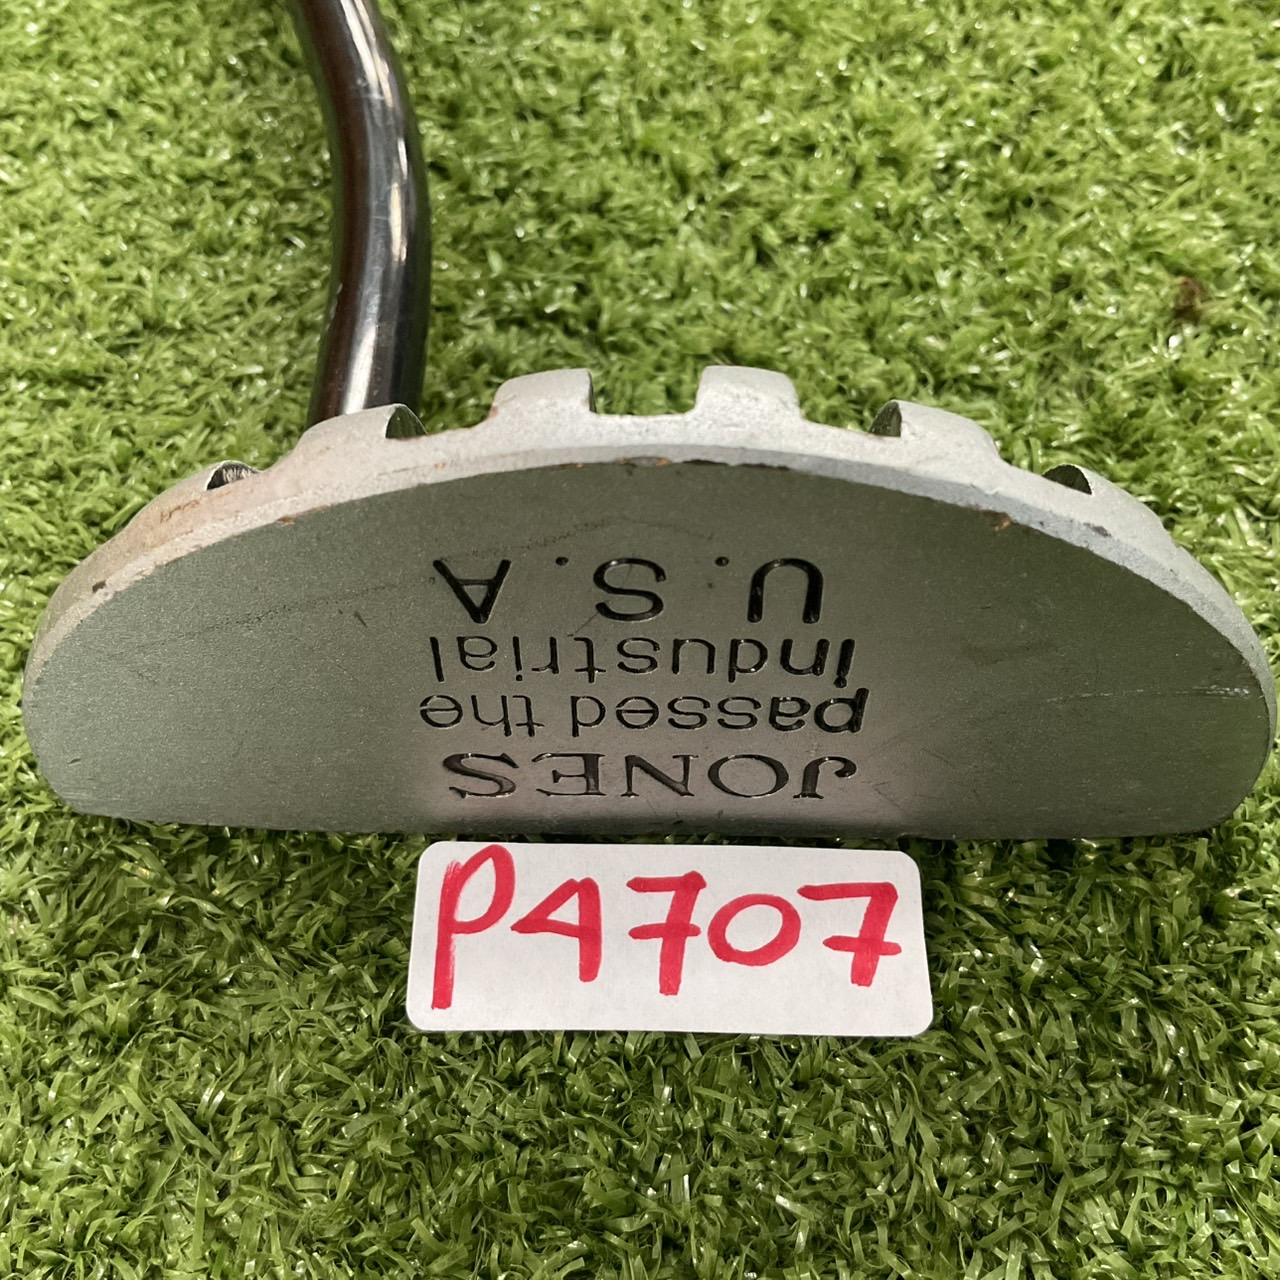 JONES
passed the
industrial
U.S.A
P4707